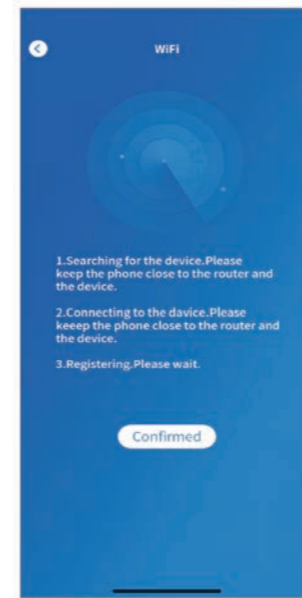 WiFi
1.Searching for the device.Please
keep the phone close to the router and
the device.
2.Connecting to the davice.Please
keeep the phone close to the router and
the device.
3.Registering.Please wait.
Confirmed